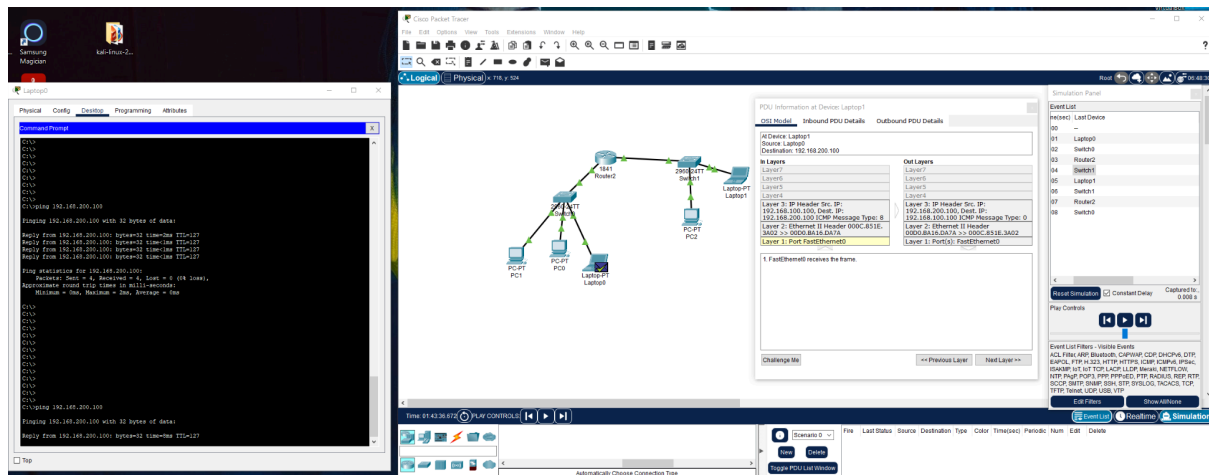 Samsung
Magician
kali-linux-2...
Laptop0
Physical Config Desktop Programming Attributes
Command Prompt
X
C:\>
C:\>
C:\>
C:\>
C:\>
C:\>
C:\>
C:\>
C:\>ping 192.168.200.100
Pinging 192.168.200.100 with 32 bytes of data:
Reply from 192.168.200.100: bytes=32 time=2ms TTL=127
Reply from 192.168.200.100: bytes=32 time<1ms TTL=127
Reply from 192.168.200.100: bytes=32 time<1ms TTL=127
Reply from 192.168.200.100: bytes=32 time<1ms TTL=127
Ping statistics for 192.168.200.100:
Packets: Sent = 4, Received = 4, Lost = 0 (0% loss),
Approximate round trip times in milli-seconds:
Minimum = 0ms, Maximum = 2ms, Average = 0ms
C:\>
C:\>
C:\>
C:\>
C:\>
C:\>
C:\>
C:\>
C:\>
C:\>
C:\>
C:\>ping 192.168.200.100
Pinging 192.168.200.100 with 32 bytes of data:
Reply from 192.168.200.100: bytes=32 time=8ms TTL=127
Top
Cisco Packet Tracer
File Edit Options View Tools Extensions Window Help
Logical Physical x: 718, y: 524
Root
1841
Router2
2960-24TT
Switch1
Laptop-PT
Laptop1
PC-PT
PC2
Switch0
PC-PT
PC1
PC-PT
PC0
Laptop-PT
Laptop0
PDU Information at Device: Laptop1
OSI Model Inbound PDU Details Outbound PDU Details
At Device: Laptop1
Source: Laptop0
Destination: 192.168.200.100
In Layers
Layer7
Layer6
Layer5
Layer4
Layer 3: IP Header Src. IP:
192.168.100.100, Dest. IP:
192.168.200.100 ICMP Message Type: 8
Layer 2: Ethernet II Header 000C.851E.
3A02 >> 00D0.BA16.DA7A
Layer 1: Port FastEthernet0
Out Layers
Layer7
Layer6
Layer5
Layer4
Layer 3: IP Header Src. IP:
192.168.200.100, Dest. IP:
192.168.100.100 ICMP Message Type: 0
Layer 2: Ethernet II Header
00D0.BA16.DA7A >> 000C.851E.3A02
Layer 1: Port(s): FastEthernet0
1. FastEthernet0 receives the frame.
Challenge Me
<< Previous Layer
Next Layer >>
Simulation Panel
Event List
Last Device
00 --
01 Laptop0
02 Switch0
03 Router2
04 Switch1
05 Laptop1
06 Switch1
07 Router2
08 Switch0
Reset Simulation Constant Delay Captured to:
0.008 s
Play Controls
Event List Filters - Visible Events
ACL Filter, ARP, Bluetooth, CAPWAP, CDP, DHCPv6, DTP,
EAPOL, FTP, H.323, HTTP, HTTPS, ICMP, ICMPv6, IPSec,
ISAKMP, IoT, IoT TCP, LACP, LLDP, Meraki, NETFLOW,
NTP, PAgP, POP3, PPP, PPPoED, PTP, RADIUS, REP, RTP,
SCCP, SMTP, SNMP, SSH, STP, SYSLOG, TACACS, TCP,
TFTP, Telnet, UDP, USB, VTP
Edit Filters
Show All/None
Time: 01:43:36.672 PLAY CONTROLS:
Event List Realtime Simulation
Scenario 0
New Delete
Toggle PDU List Window
Fire Last Status Source Destination Type Color Time(sec) Periodic Num Edit Delete
Automatically Choose Connection Type